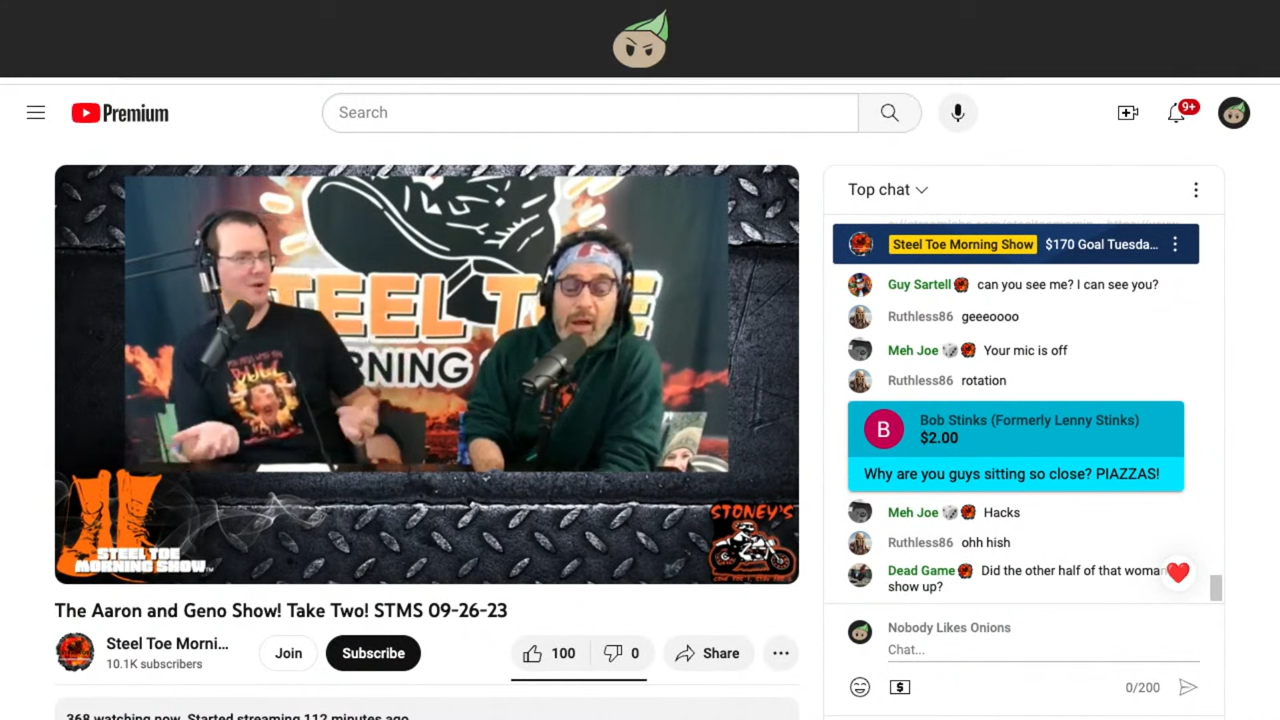 Premium
Search
9+
STEEL TOE
RNING
STEEL TOE
MORNING SHOW
STONEY'S
Top chat
Steel Toe Morning Show $170 Goal Tuesda...
Guy Sartell can you see me? I can see you?
Ruthless86 geeeoooo
Meh Joe Your mic is off
Ruthless86 rotation
B
Bob Stinks (Formerly Lenny Stinks)
$2.00
Why are you guys sitting so close? PIAZZAS!
Meh Joe Hacks
Ruthless86 ohh hish
Dead Game Did the other half of that woma
show up?
Nobody Likes Onions
Chat...
0/200
The Aaron and Geno Show! Take Two! STMS 09-26-23
Steel Toe Morni...
10.1K subscribers
Join
Subscribe
100
0
Share
368 watching now Started streaming 112 minutes ago